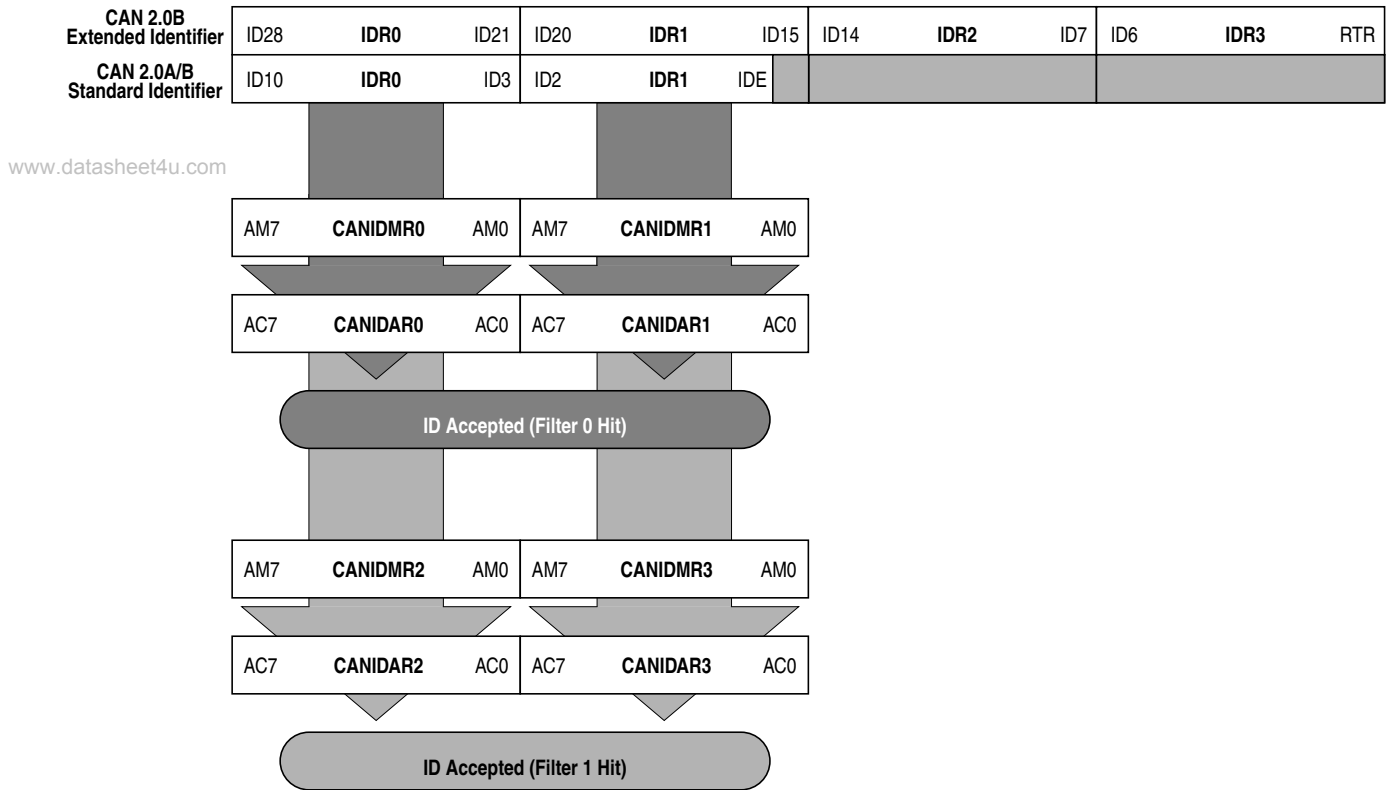 CAN 2.0B
Extended Identifier ID28 IDR0 ID21 ID20 IDR1 ID15 ID14 IDR2 ID7 ID6 IDR3 RTR
CAN 2.0A/B
Standard Identifier ID10 IDR0 ID3 ID2 IDR1 IDE
www.datasheet4u.com
AM7 CANIDMR0 AM0 AM7 CANIDMR1 AM0
AC7 CANIDAR0 AC0 AC7 CANIDAR1 AC0
ID Accepted (Filter 0 Hit)
AM7 CANIDMR2 AM0 AM7 CANIDMR3 AM0
AC7 CANIDAR2 AC0 AC7 CANIDAR3 AC0
ID Accepted (Filter 1 Hit)